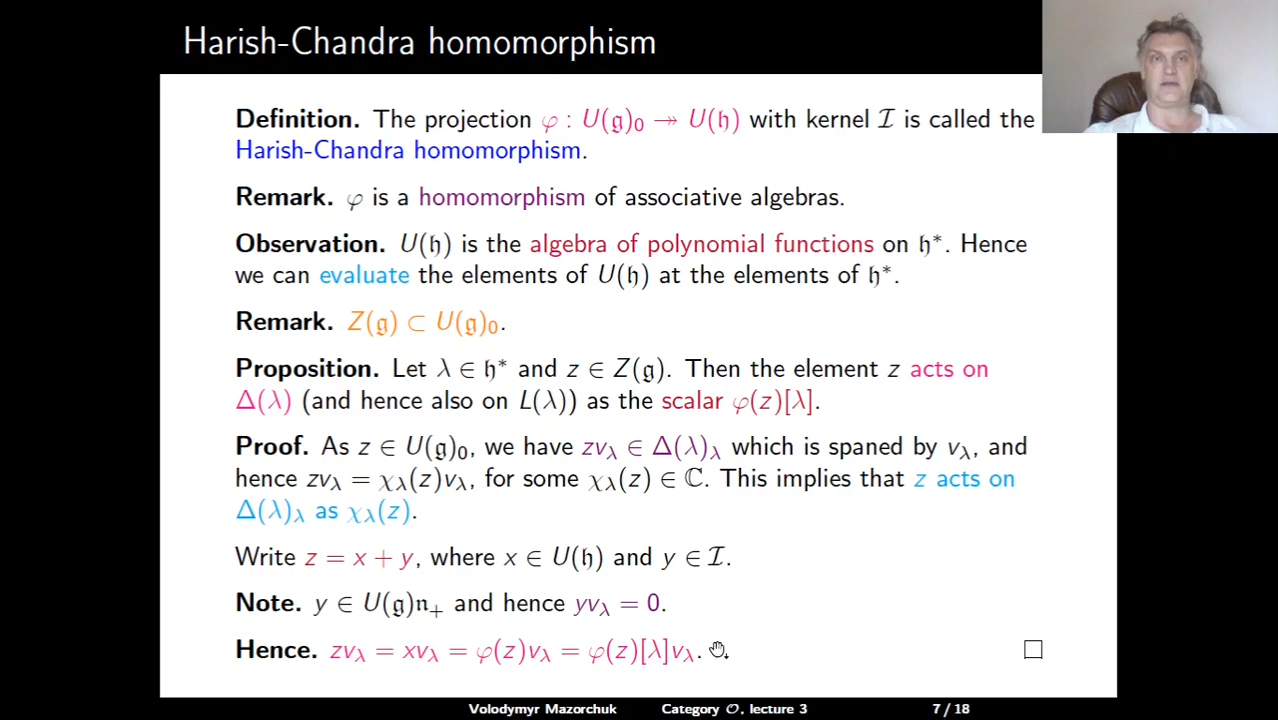 Harish-Chandra homomorphism
Definition. The projection φ : U(𝔤)₀ ↠ U(𝔥) with kernel ℐ is called the
Harish-Chandra homomorphism.
Remark. φ is a homomorphism of associative algebras.
Observation. U(𝔥) is the algebra of polynomial functions on 𝔥*. Hence
we can evaluate the elements of U(𝔥) at the elements of 𝔥*.
Remark. Z(𝔤) ⊂ U(𝔤)₀.
Proposition. Let λ ∈ 𝔥* and z ∈ Z(𝔤). Then the element z acts on
Δ(λ) (and hence also on L(λ)) as the scalar φ(z)[λ].
Proof. As z ∈ U(𝔤)₀, we have zv_λ ∈ Δ(λ)_λ which is spaned by v_λ, and
hence zv_λ = χ_λ(z)v_λ, for some χ_λ(z) ∈ ℂ. This implies that z acts on
Δ(λ)_λ as χ_λ(z).
Write z = x + y, where x ∈ U(𝔥) and y ∈ ℐ.
Note. y ∈ U(𝔤)𝔫₊ and hence yv_λ = 0.
Hence. zv_λ = xv_λ = φ(z)v_λ = φ(z)[λ]v_λ. □
Volodymyr Mazorchuk Category 𝒪, lecture 3 7 / 18